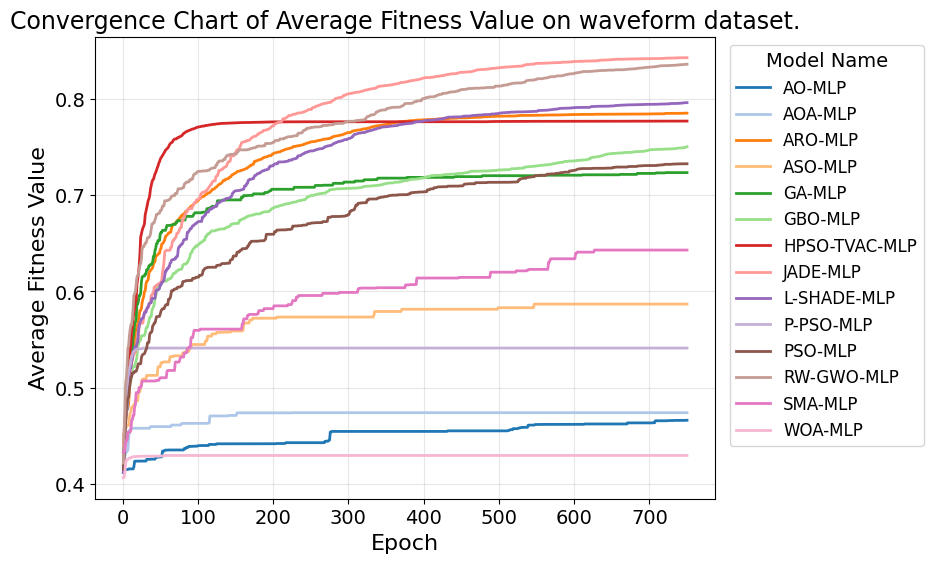 Convergence Chart of Average Fitness Value on waveform dataset.
Average Fitness Value
0.8
0.7
0.6
0.5
0.4
0 100 200 300 400 500 600 700
Epoch
Model Name
AO-MLP
AOA-MLP
ARO-MLP
ASO-MLP
GA-MLP
GBO-MLP
HPSO-TVAC-MLP
JADE-MLP
L-SHADE-MLP
P-PSO-MLP
PSO-MLP
RW-GWO-MLP
SMA-MLP
WOA-MLP